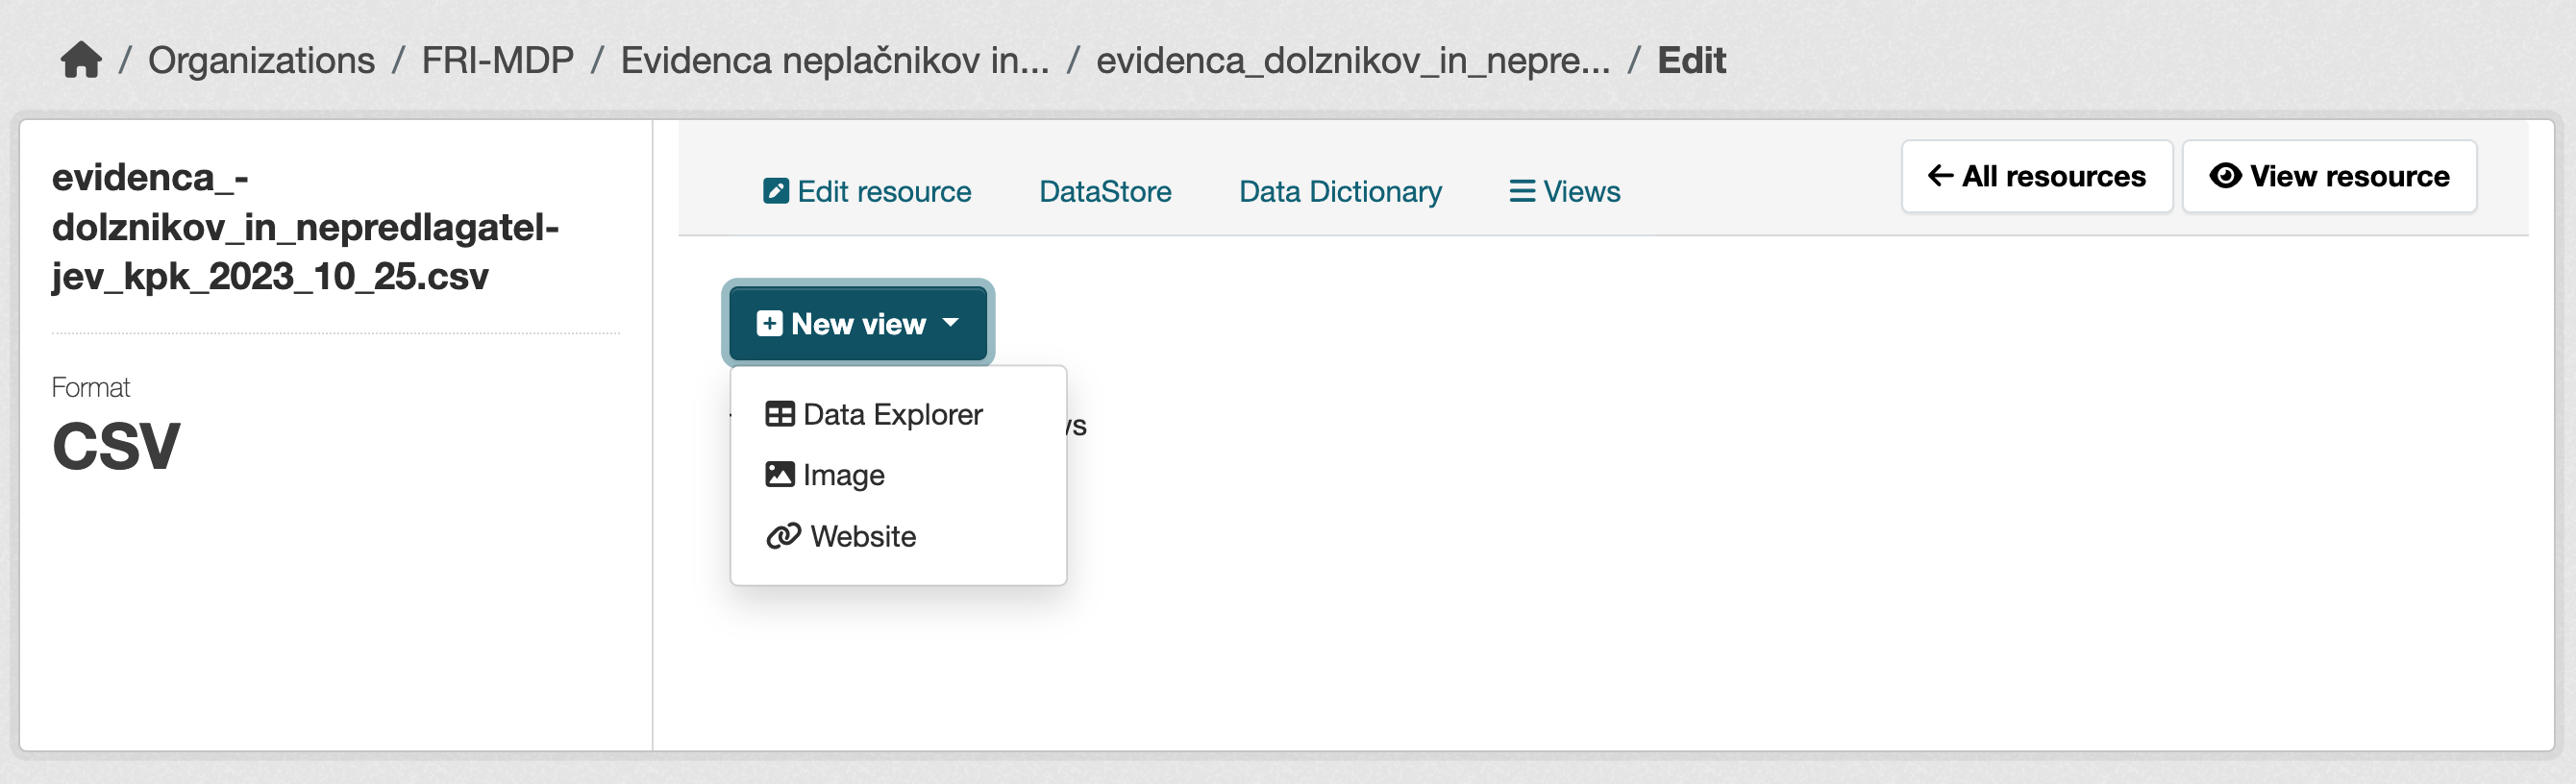 / Organizations / FRI-MDP / Evidenca neplačnikov in... / evidenca_dolznikov_in_nepre... / Edit
evidenca_-
dolznikov_in_nepredlagatel-
jev_kpk_2023_10_25.csv
Format
CSV
Edit resource DataStore Data Dictionary Views
All resources View resource
New view
Data Explorer
Image
Website